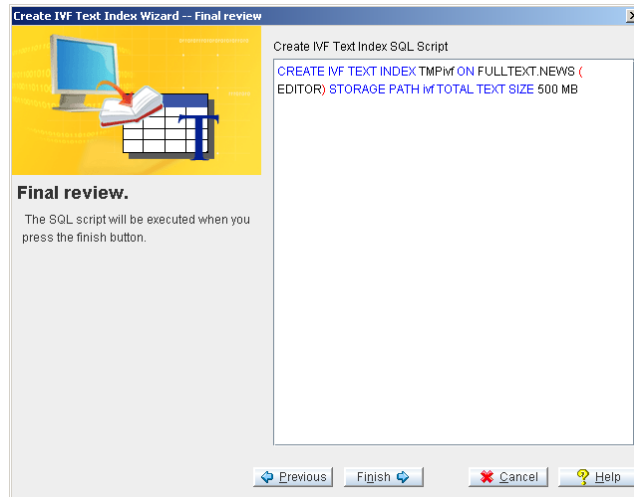 Create IVF Text Index Wizard -- Final review
Create IVF Text Index SQL Script
CREATE IVF TEXT INDEX TMPivf ON FULLTEXT.NEWS (
EDITOR) STORAGE PATH ivf TOTAL TEXT SIZE 500 MB
Final review.
The SQL script will be executed when you
press the finish button.
Previous Finish Cancel Help